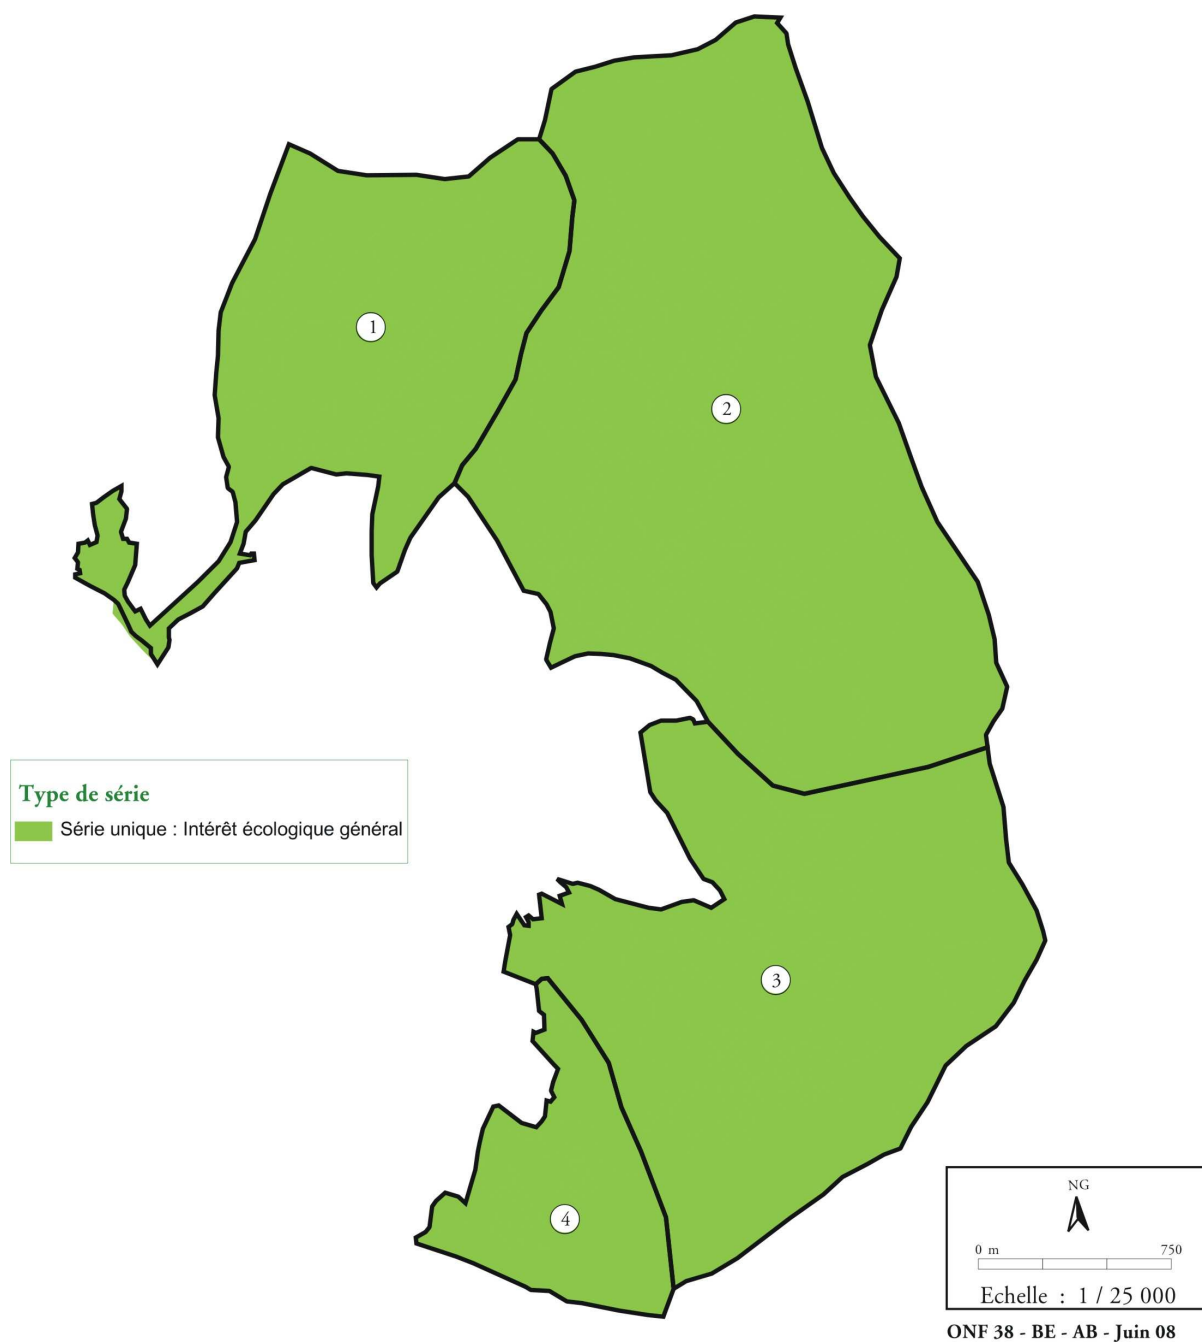 1
2
Type de série
Série unique : Intérêt écologique général
3
4
NG
0 m 750
Echelle : 1 / 25 000
ONF 38 - BE - AB - Juin 08